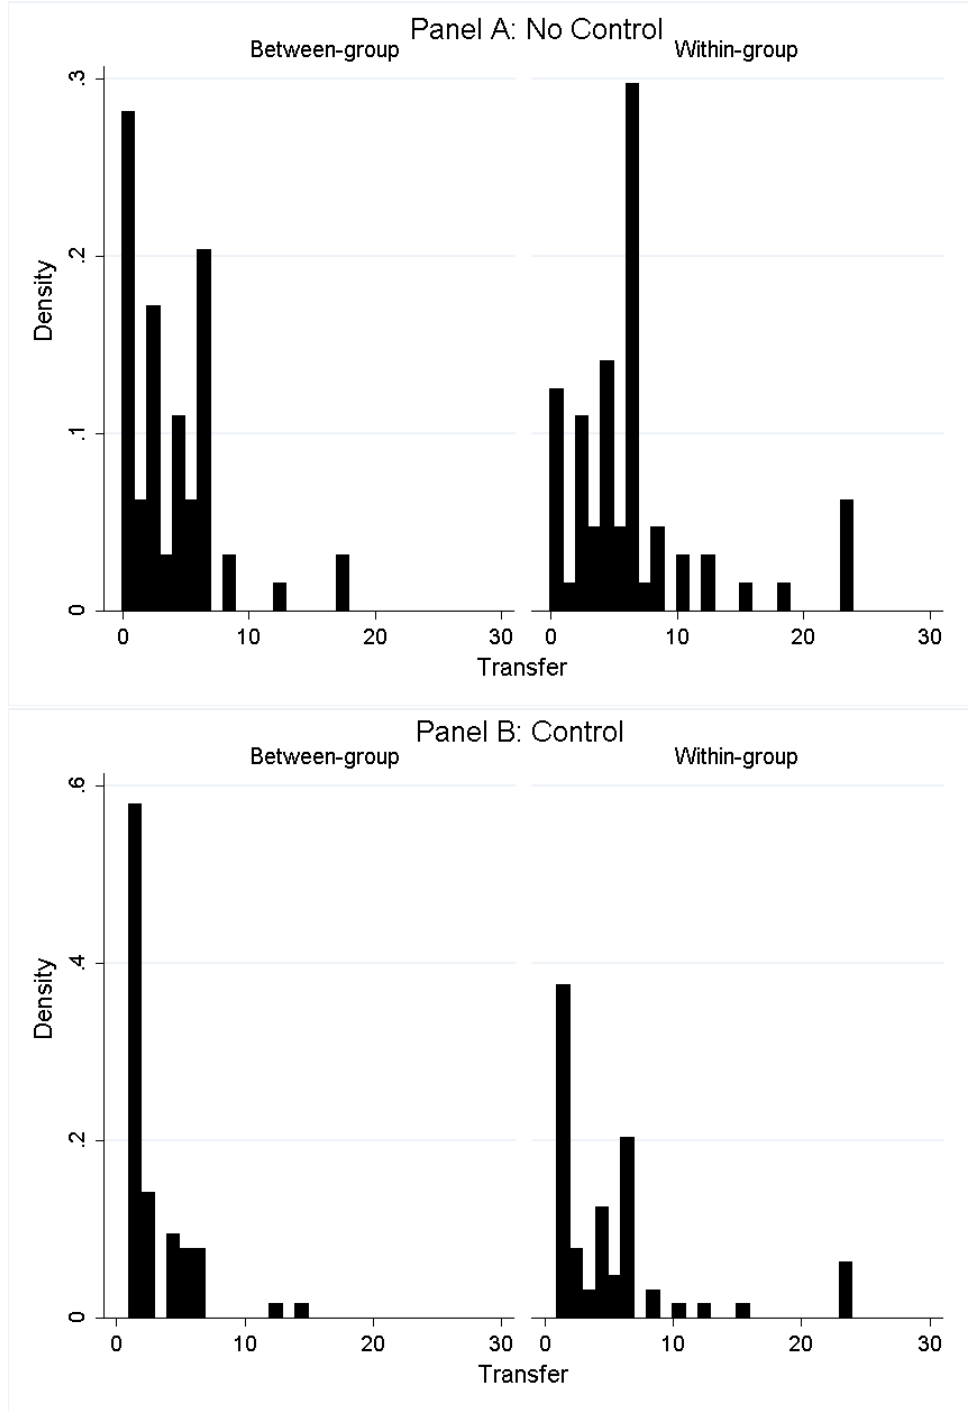 Panel A: No Control
Between-group Within-group
.3
.2
.1
0
Density
0 10 20 30 0 10 20 30
Transfer
Panel B: Control
Between-group Within-group
.6
.4
.2
0
Density
0 10 20 30 0 10 20 30
Transfer